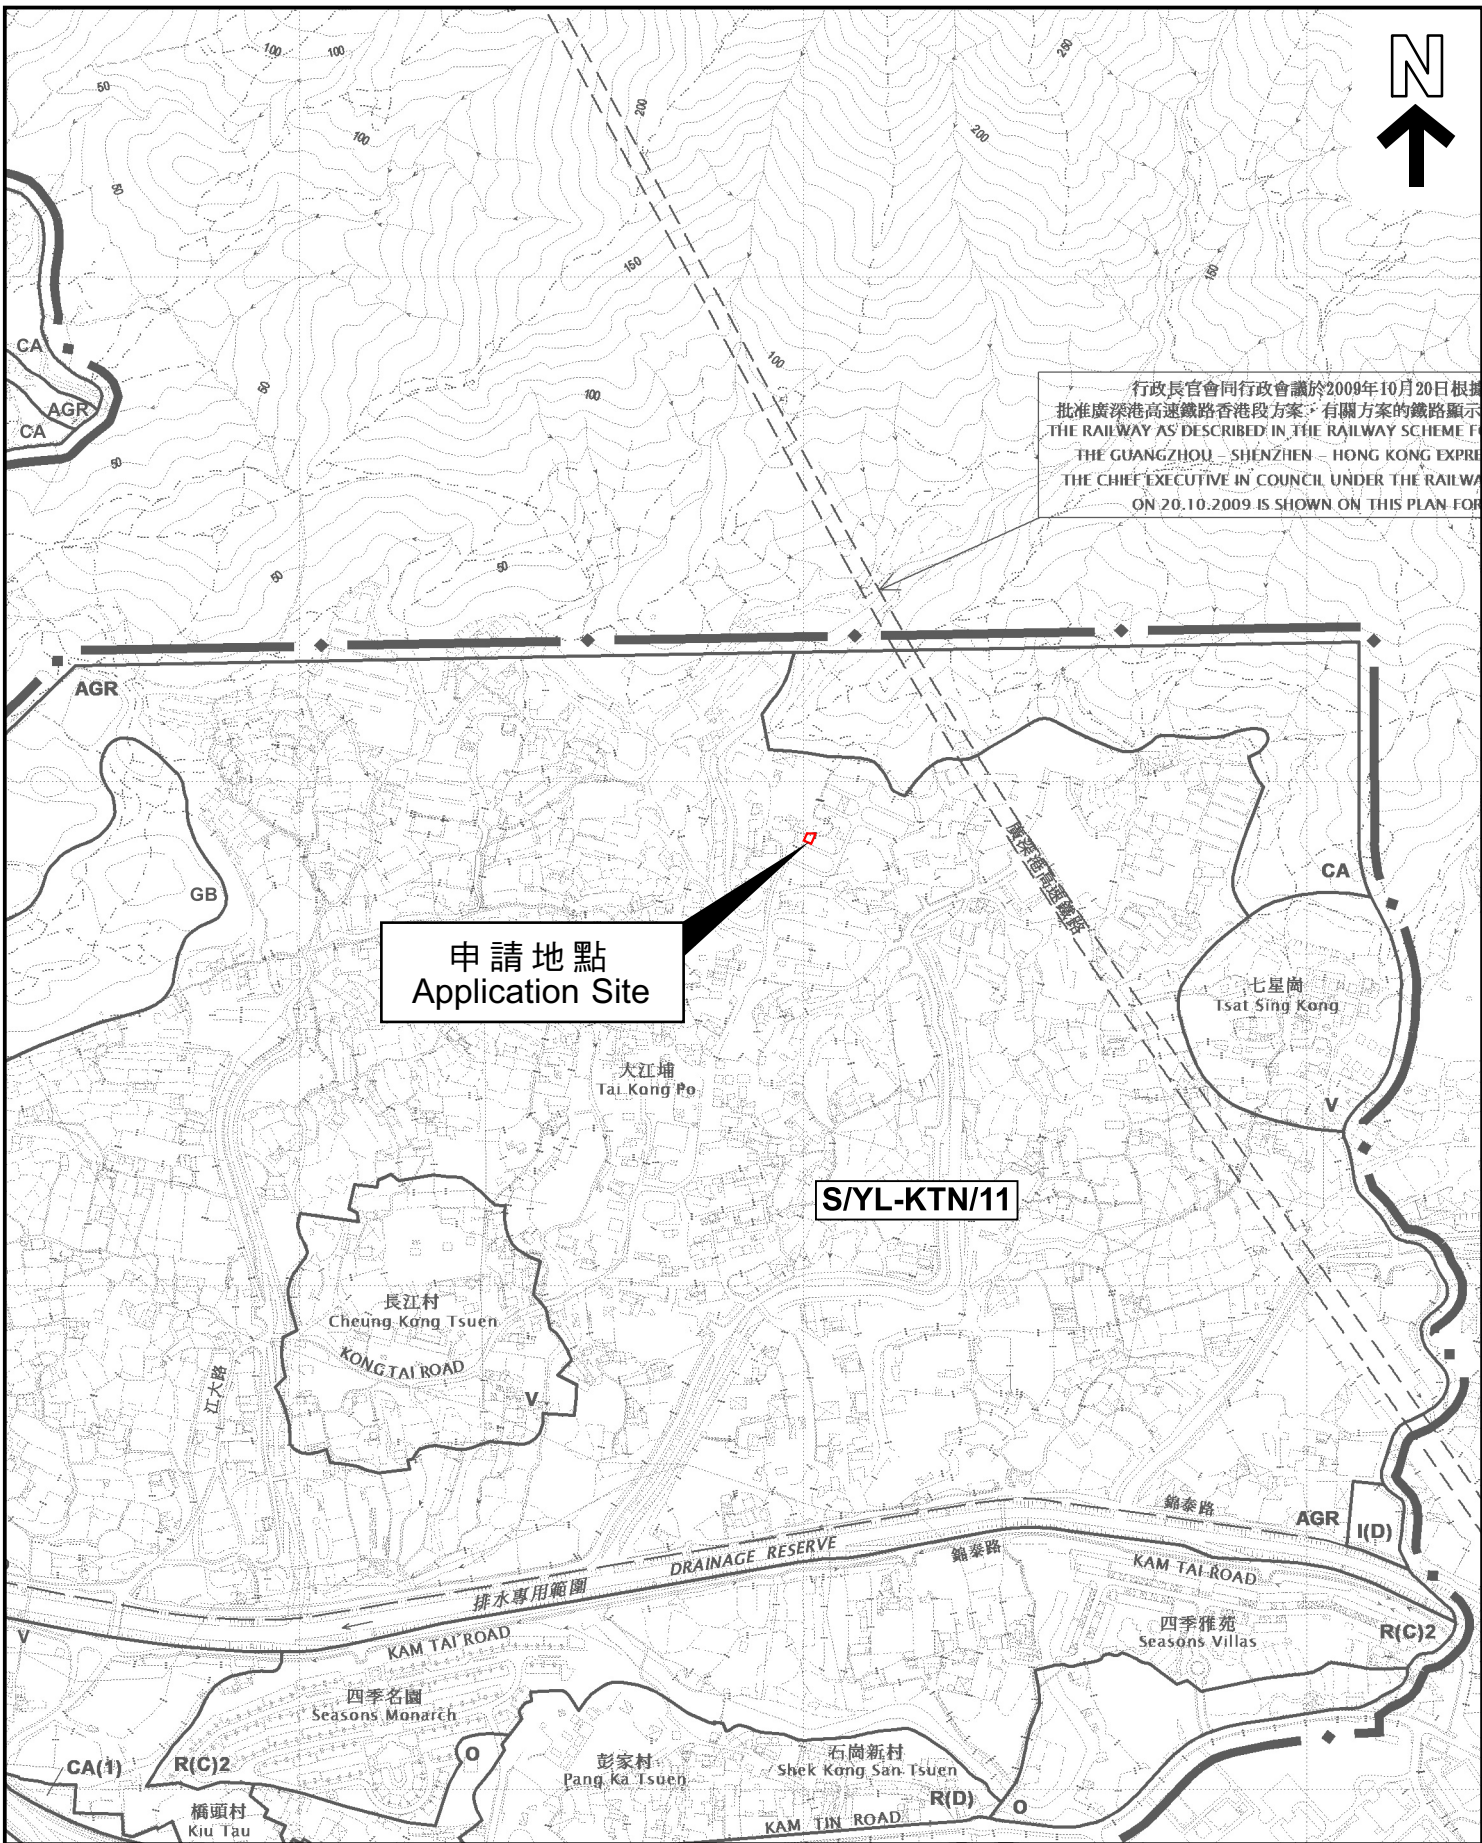 N
50
100
100
100
50
200
250
200
150
150
100
100
50
50
50
50
CA
AGR
CA
行政長官會同行政會議於2009年10月20日根據
批准廣深港高速鐵路香港段方案，有關方案的鐵路顯示
THE RAILWAY AS DESCRIBED IN THE RAILWAY SCHEME FO
THE GUANGZHOU – SHENZHEN – HONG KONG EXPRE
THE CHIEF EXECUTIVE IN COUNCIL UNDER THE RAILWA
ON 20.10.2009 IS SHOWN ON THIS PLAN FOR
AGR
GB
廣深港高速鐵路
CA
申請地點
Application Site
七星崗
Tsat Sing Kong
V
大江埔
Tai Kong Po
S/YL-KTN/11
長江村
Cheung Kong Tsuen
KONG TAI ROAD
V
江大路
錦泰路
AGR
I(D)
DRAINAGE RESERVE
排水專用範圍
錦泰路
KAM TAI ROAD
V
KAM TAI ROAD
四季雅苑
Seasons Villas
R(C)2
四季名園
Seasons Monarch
CA(1)
R(C)2
O
彭家村
Pang Ka Tsuen
石崗新村
Shek Kong San Tsuen
R(D)
O
橋頭村
Kiu Tau
KAM TIN ROAD